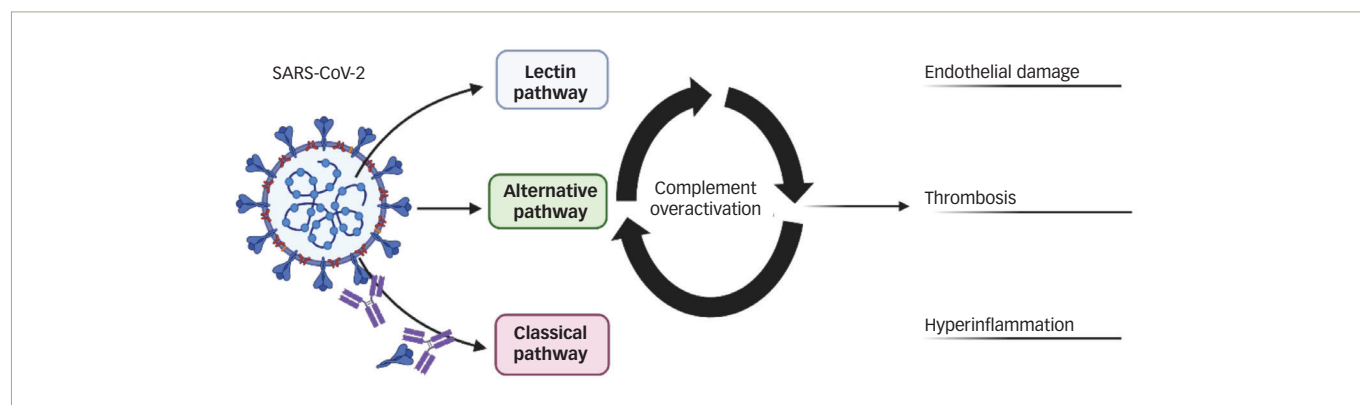 SARS-CoV-2
Lectin
pathway
Alternative
pathway
Classical
pathway
Complement
overactivation
Endothelial damage
Thrombosis
Hyperinflammation